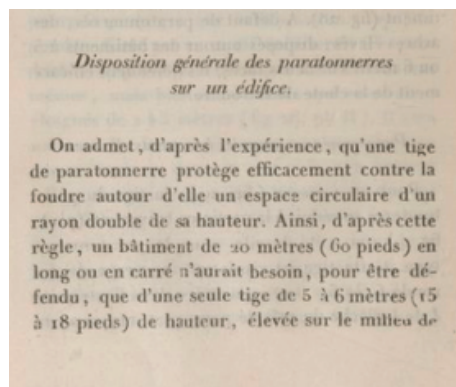 Disposition générale des paratonnerres
sur un édifice.
On admet, d'après l'expérience, qu'une tige
de paratonnerre protège efficacement contre la
foudre autour d'elle un espace circulaire d'un
rayon double de sa hauteur. Ainsi, d'après cette
règle, un bâtiment de 20 mètres (60 pieds) en
long ou en carré n'aurait besoin, pour être dé-
fendu, que d'une seule tige de 5 à 6 mètres (15
à 18 pieds) de hauteur, élevée sur le milieu de